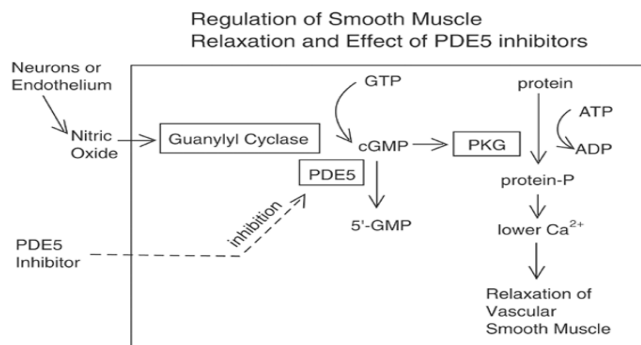 Regulation of Smooth Muscle
Relaxation and Effect of PDE5 inhibitors
Neurons or
Endothelium
Nitric
Oxide
Guanylyl Cyclase
GTP
cGMP
PDE5
5'-GMP
PKG
protein
ATP
ADP
protein-P
lower Ca²⁺
Relaxation of
Vascular
Smooth Muscle
PDE5
Inhibitor
inhibition